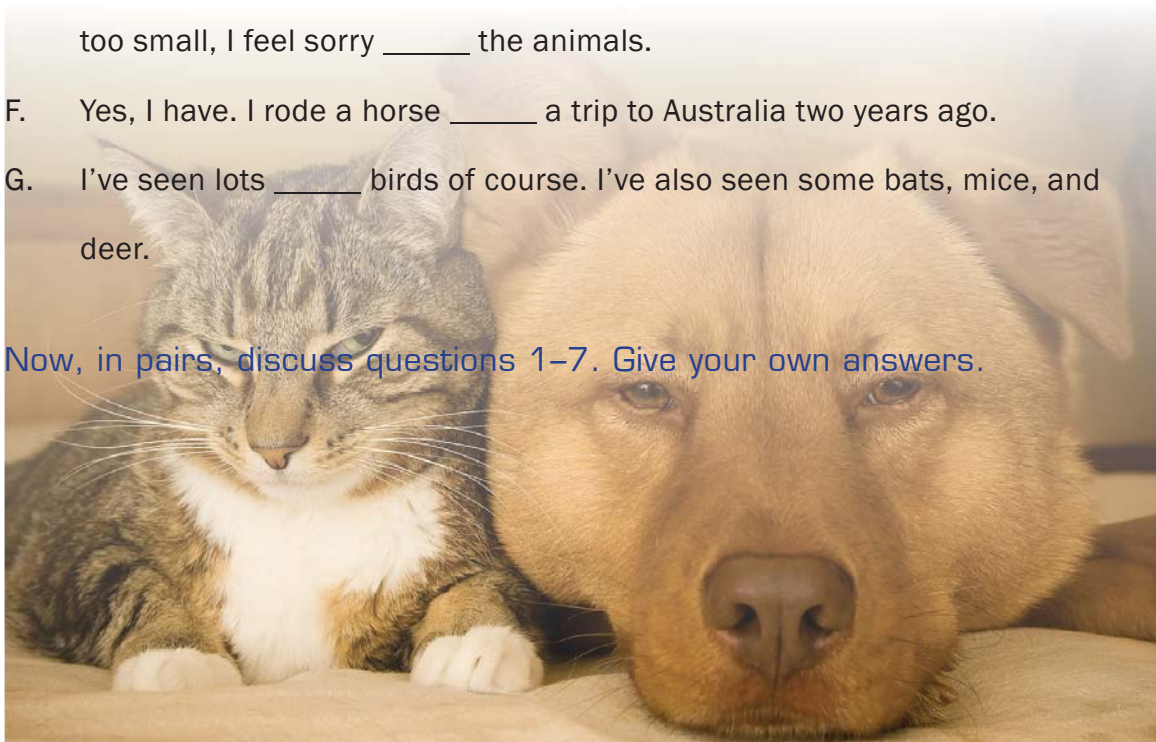 too small, I feel sorry _____ the animals.
F. Yes, I have. I rode a horse _____ a trip to Australia two years ago.
G. I've seen lots _____ birds of course. I've also seen some bats, mice, and
deer.
Now, in pairs, discuss questions 1–7. Give your own answers.